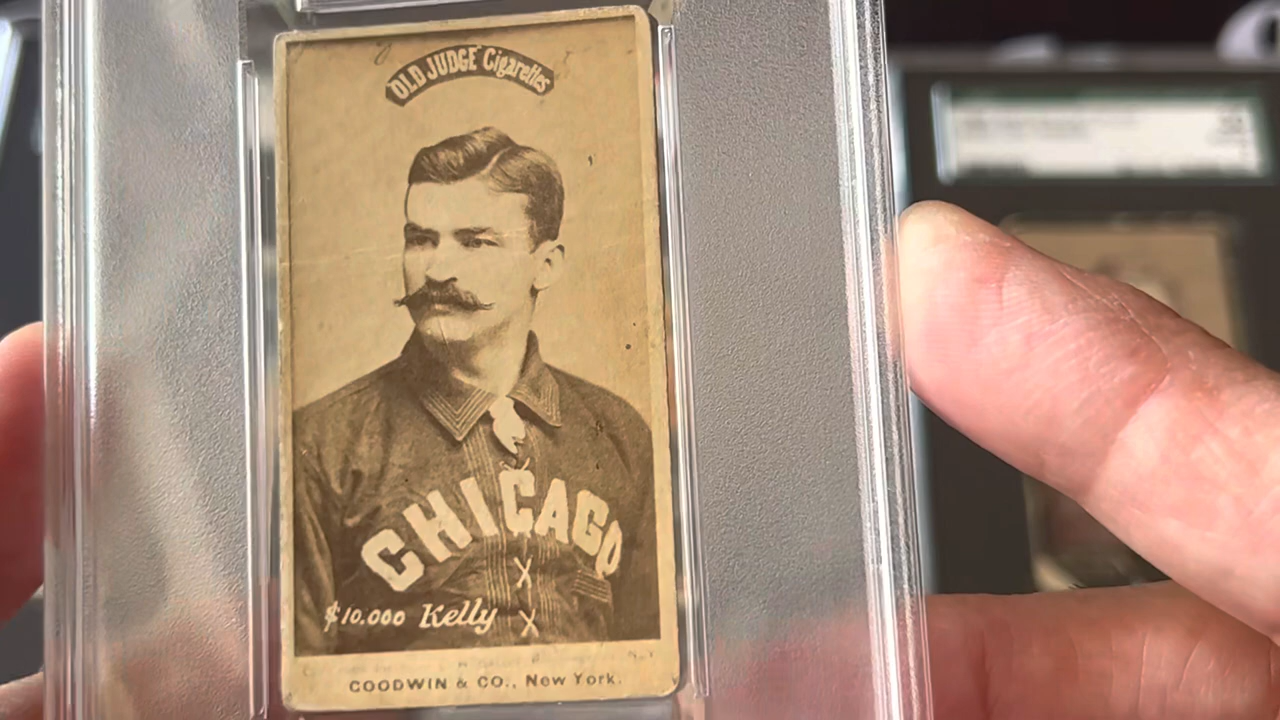 OLD JUDGE Cigarettes
CHICAGO
$10.000 Kelly
GOODWIN & CO., New York.